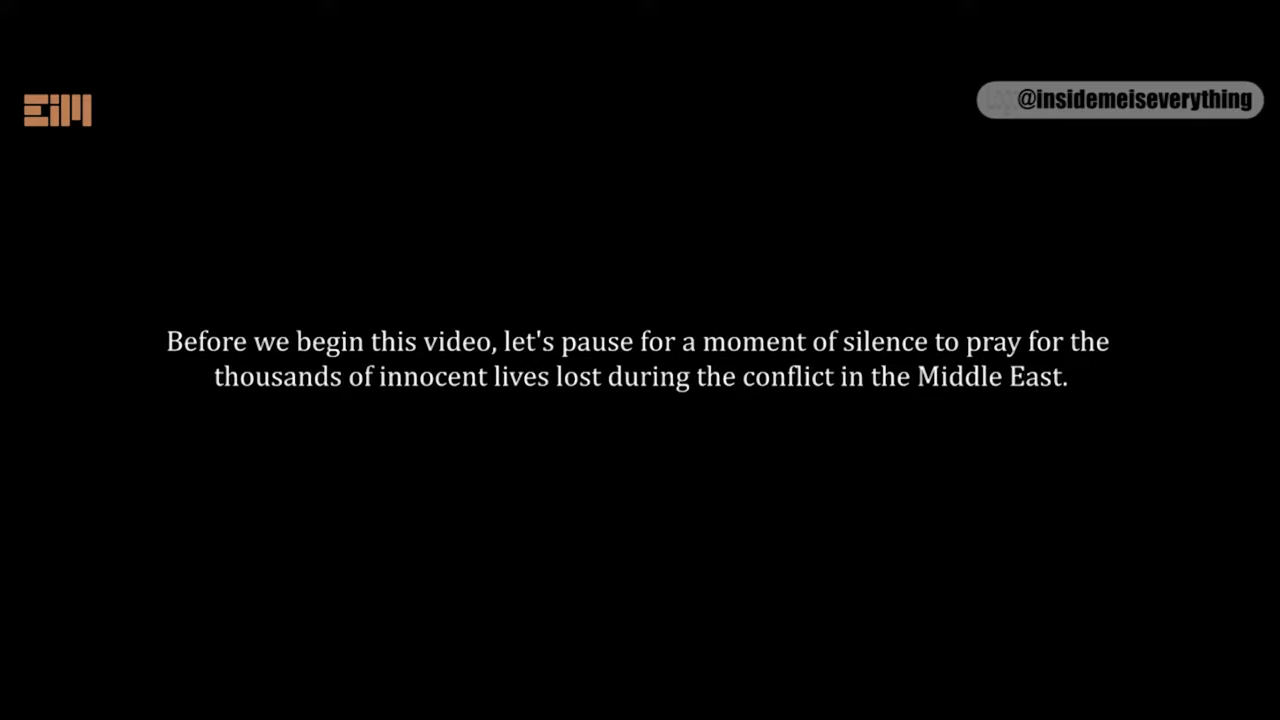 EiM
@insidemeiseverything
Before we begin this video, let's pause for a moment of silence to pray for the
thousands of innocent lives lost during the conflict in the Middle East.